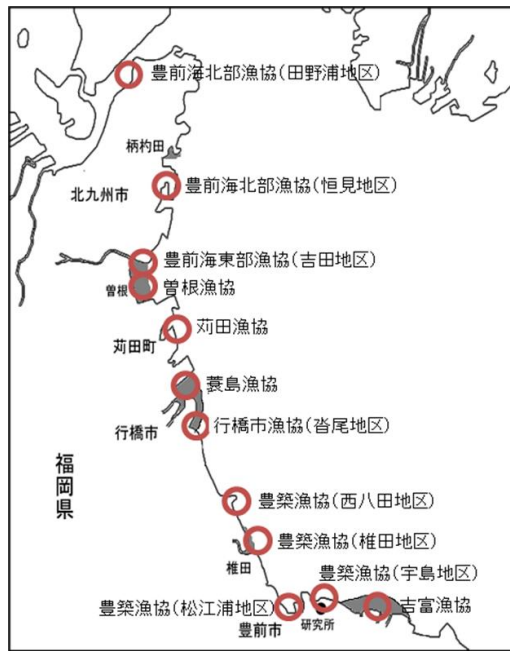 豊前海北部漁協(田野浦地区)
柄杓田
北九州市
豊前海北部漁協(恒見地区)
豊前海東部漁協(吉田地区)
曽根
曽根漁協
苅田漁協
苅田町
蓑島漁協
行橋市漁協(沓尾地区)
行橋市
福岡県
豊築漁協(西八田地区)
豊築漁協(椎田地区)
椎田
豊築漁協(宇島地区)
豊築漁協(松江浦地区)
吉富漁協
研究所
豊前市